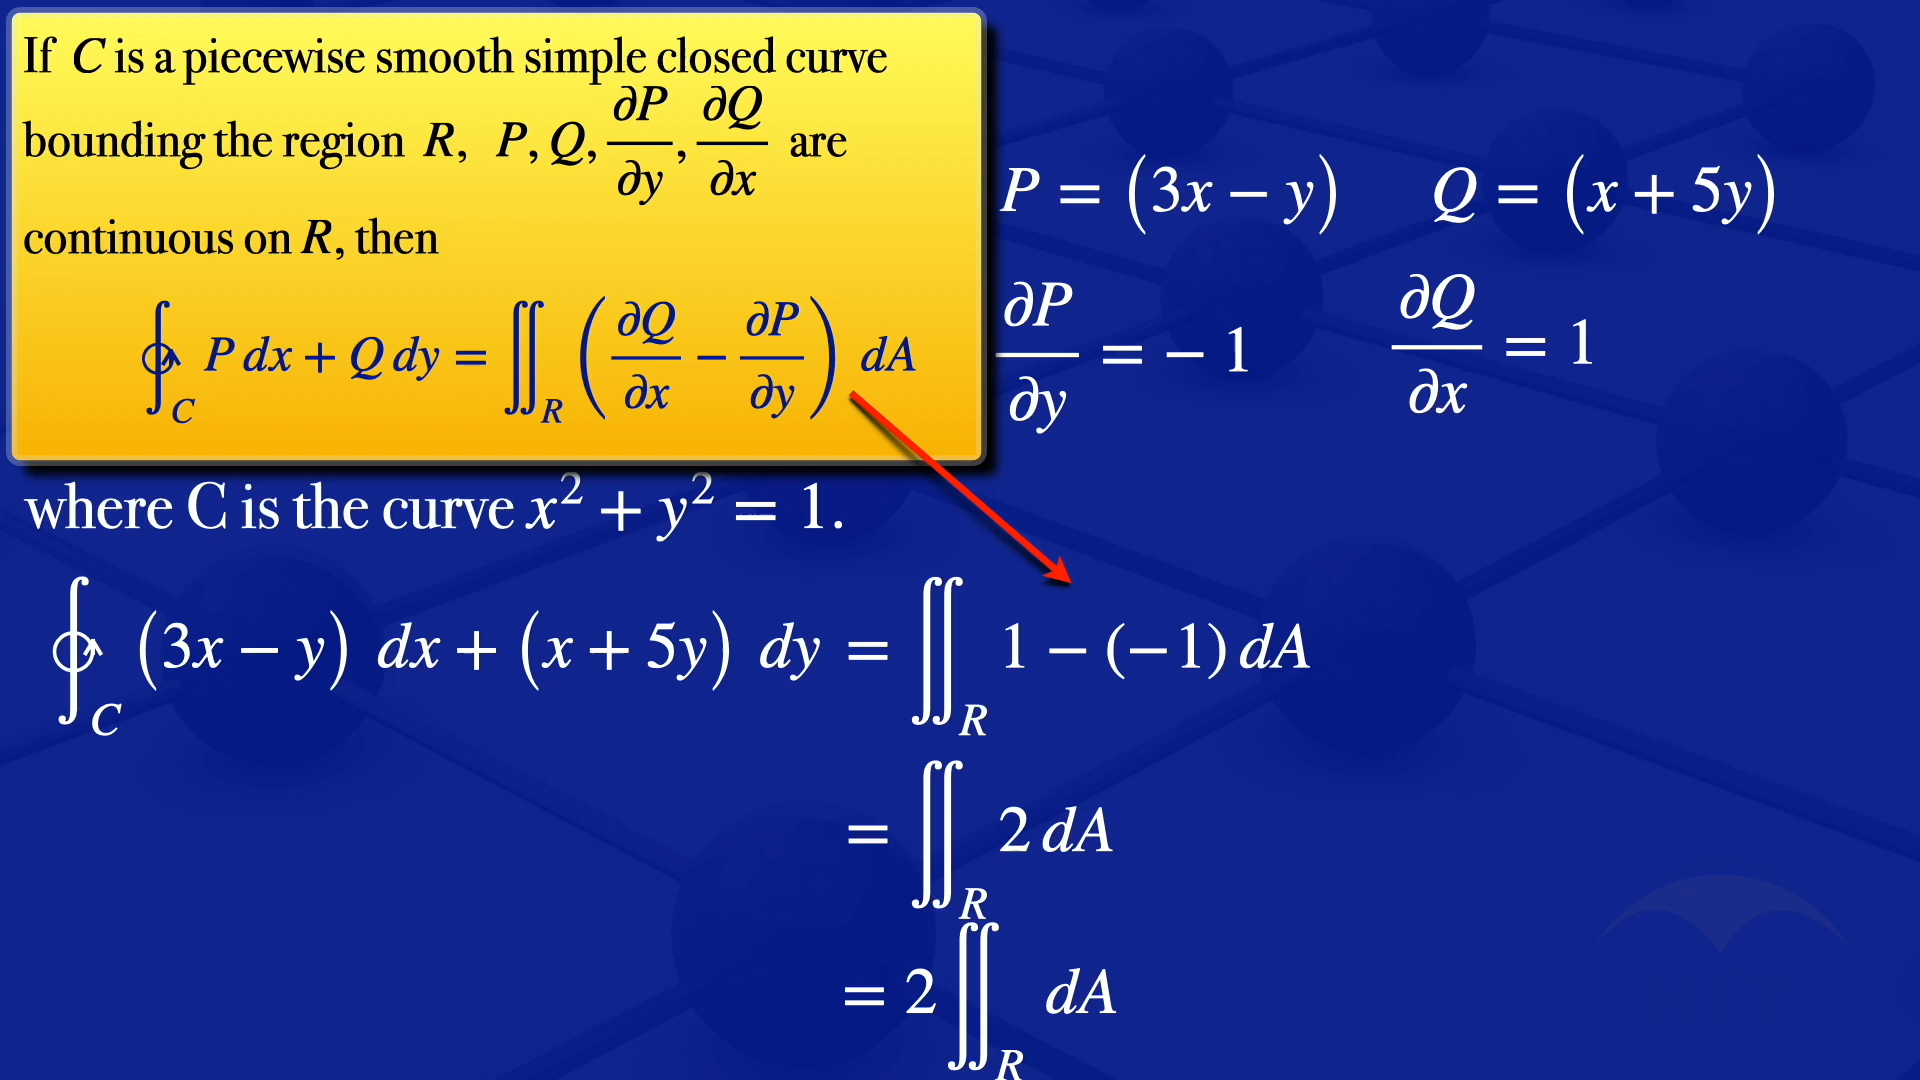 If C is a piecewise smooth simple closed curve
bounding the region R, P, Q, ∂P/∂y, ∂Q/∂x are
continuous on R, then
∮_C P dx + Q dy = ∬_R (∂Q/∂x − ∂P/∂y) dA
P = (3x − y) Q = (x + 5y)
∂P/∂y = − 1 ∂Q/∂x = 1
where C is the curve x² + y² = 1.
∮_C (3x − y) dx + (x + 5y) dy = ∬_R 1 − (−1) dA
= ∬_R 2 dA
= 2 ∬_R dA